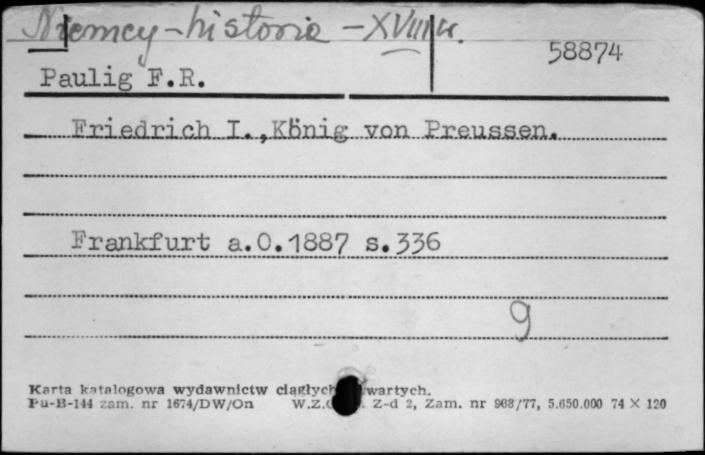 Niemcy - historia - XVIII w.
58874
Paulig F.R.
Friedrich I., König von Preussen.
Frankfurt a.O.1887 s.336
9
Karta katalogowa wydawnictw ciągłych wartych.
Pu-B-144 zam. nr 1674/DW/On W.Z. Z-d 2, Zam. nr 968/77, 5.650.000 74 X 120